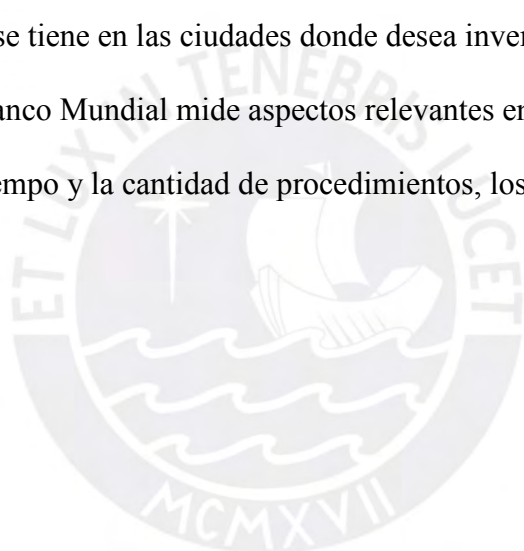 se tiene en las ciudades donde desea inver
anco Mundial mide aspectos relevantes en
empo y la cantidad de procedimientos, los
ET LUX IN TENEBRIS LUCET
MCMXVII